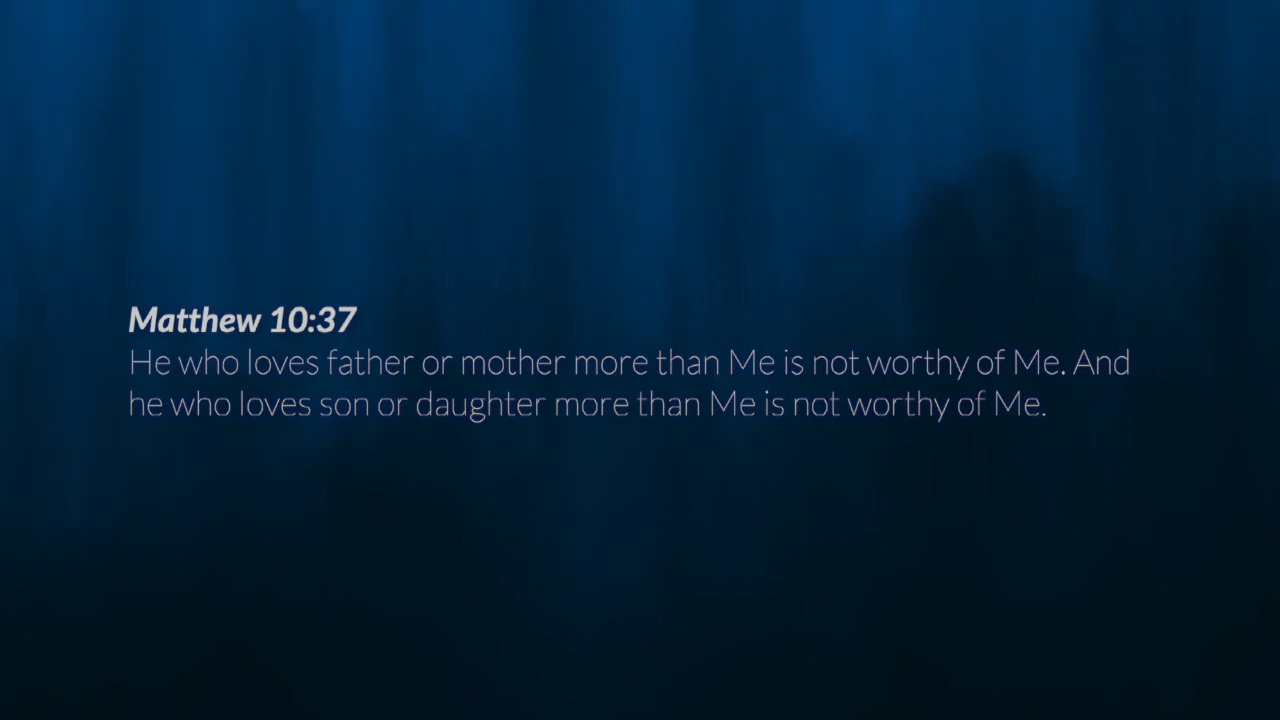 Matthew 10:37
He who loves father or mother more than Me is not worthy of Me. And
he who loves son or daughter more than Me is not worthy of Me.